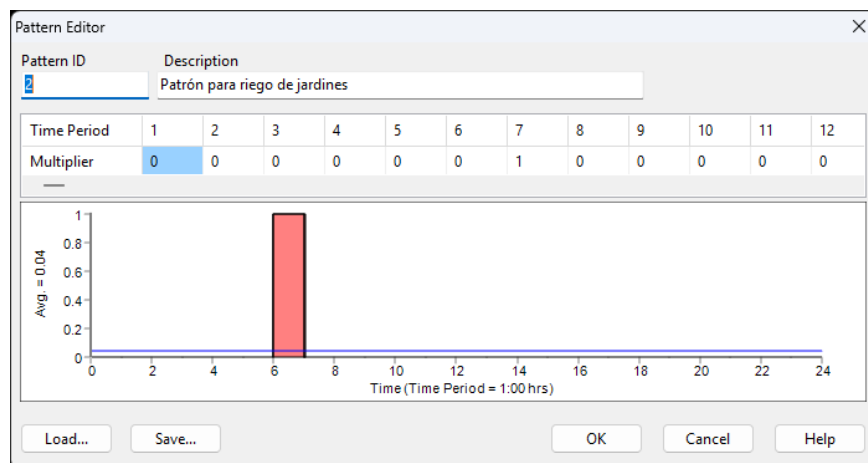 Pattern Editor
Pattern ID Description
2 Patrón para riego de jardines
Time Period 1 2 3 4 5 6 7 8 9 10 11 12
Multiplier 0 0 0 0 0 0 1 0 0 0 0 0
1
0.8
0.6
0.4
0.2
0
Avg. = 0.04
0 2 4 6 8 10 12 14 16 18 20 22 24
Time (Time Period = 1:00 hrs)
Load... Save... OK Cancel Help